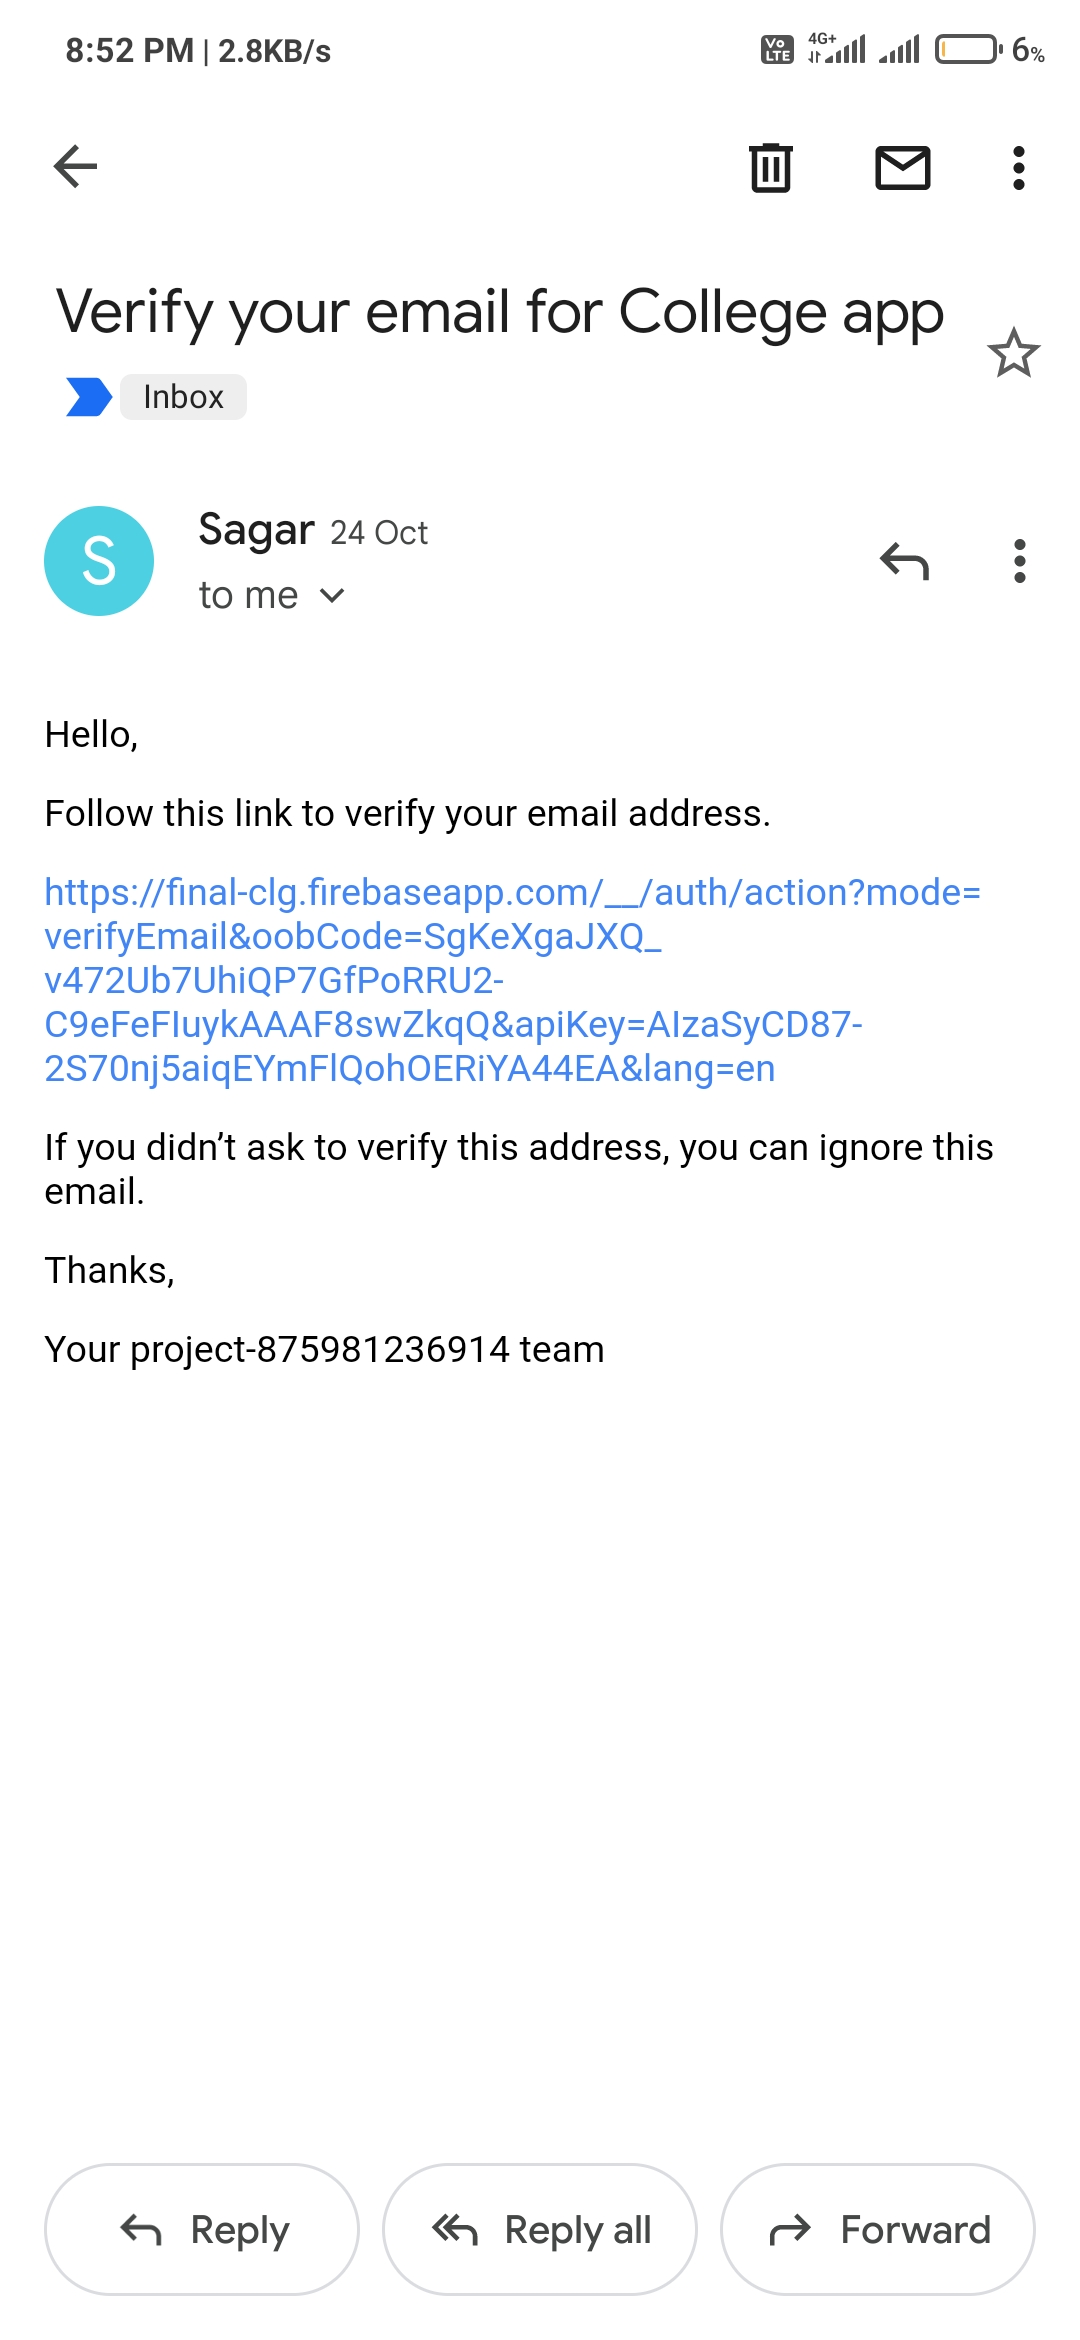 8:52 PM | 2.8KB/s
Vo LTE 4G+ 6%
Verify your email for College app
Inbox
S
Sagar 24 Oct
to me
Hello,
Follow this link to verify your email address.
https://final-clg.firebaseapp.com/__/auth/action?mode=
verifyEmail&oobCode=SgKeXgaJXQ_
v472Ub7UhiQP7GfPoRRU2-
C9eFeFIuykAAAF8swZkqQ&apiKey=AIzaSyCD87-
2S70nj5aiqEYmFlQohOERiYA44EA&lang=en
If you didn’t ask to verify this address, you can ignore this
email.
Thanks,
Your project-875981236914 team
Reply Reply all Forward